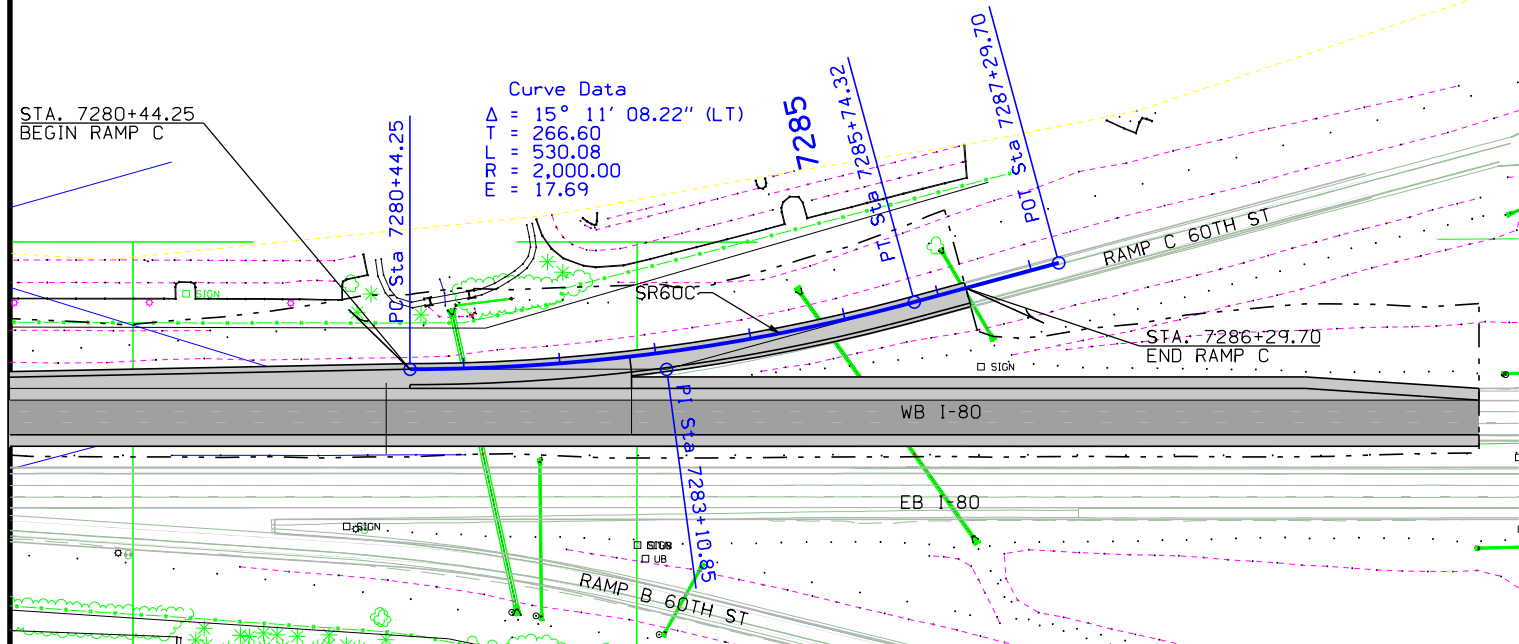 STA. 7280+44.25
BEGIN RAMP C
PC Sta 7280+44.25
Curve Data
Δ = 15° 11' 08.22" (LT)
T = 266.60
L = 530.08
R = 2,000.00
E = 17.69
7285
PT Sta 7285+74.32
POT Sta 7287+29.70
RAMP C 60TH ST
SIGN
SR60C
STA. 7286+29.70
END RAMP C
SIGN
PI Sta 7283+10.85
WB I-80
EB I-80
SIGN
SIGN
UB
RAMP B 60TH ST